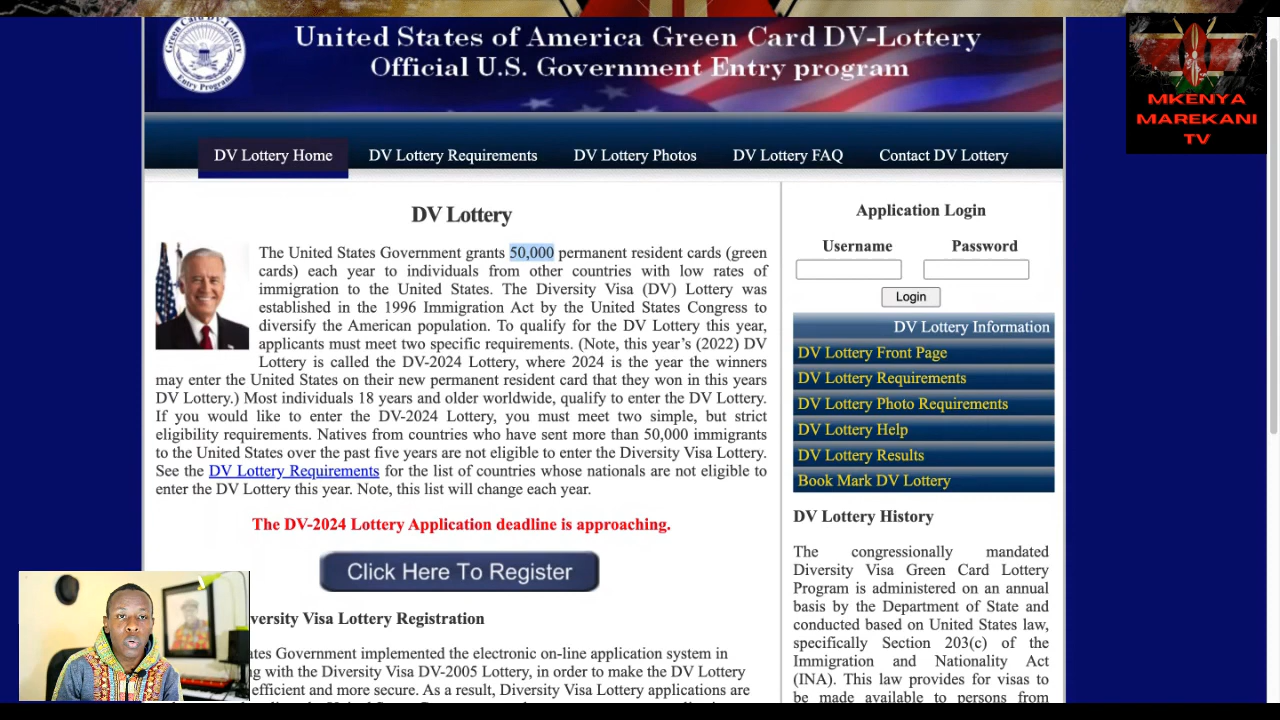 United States of America Green Card DV-Lottery
Official U.S. Government Entry program
Green Card DV-Lottery
Entry Program
MKENYA
MAREKANI
TV
DV Lottery Home
DV Lottery Requirements
DV Lottery Photos
DV Lottery FAQ
Contact DV Lottery
DV Lottery
The United States Government grants 50,000 permanent resident cards (green
cards) each year to individuals from other countries with low rates of
immigration to the United States. The Diversity Visa (DV) Lottery was
established in the 1996 Immigration Act by the United States Congress to
diversify the American population. To qualify for the DV Lottery this year,
applicants must meet two specific requirements. (Note, this year's (2022) DV
Lottery is called the DV-2024 Lottery, where 2024 is the year the winners
may enter the United States on their new permanent resident card that they won in this years
DV Lottery.) Most individuals 18 years and older worldwide, qualify to enter the DV Lottery.
If you would like to enter the DV-2024 Lottery, you must meet two simple, but strict
eligibility requirements. Natives from countries who have sent more than 50,000 immigrants
to the United States over the past five years are not eligible to enter the Diversity Visa Lottery.
See the DV Lottery Requirements for the list of countries whose nationals are not eligible to
enter the DV Lottery this year. Note, this list will change each year.
The DV-2024 Lottery Application deadline is approaching.
Click Here To Register
versity Visa Lottery Registration
ates Government implemented the electronic on-line application system in
g with the Diversity Visa DV-2005 Lottery, in order to make the DV Lottery
efficient and more secure. As a result, Diversity Visa Lottery applications are
Application Login
Username
Password
Login
DV Lottery Information
DV Lottery Front Page
DV Lottery Requirements
DV Lottery Photo Requirements
DV Lottery Help
DV Lottery Results
Book Mark DV Lottery
DV Lottery History
The congressionally mandated
Diversity Visa Green Card Lottery
Program is administered on an annual
basis by the Department of State and
conducted based on United States law,
specifically Section 203(c) of the
Immigration and Nationality Act
(INA). This law provides for visas to
be made available to persons from